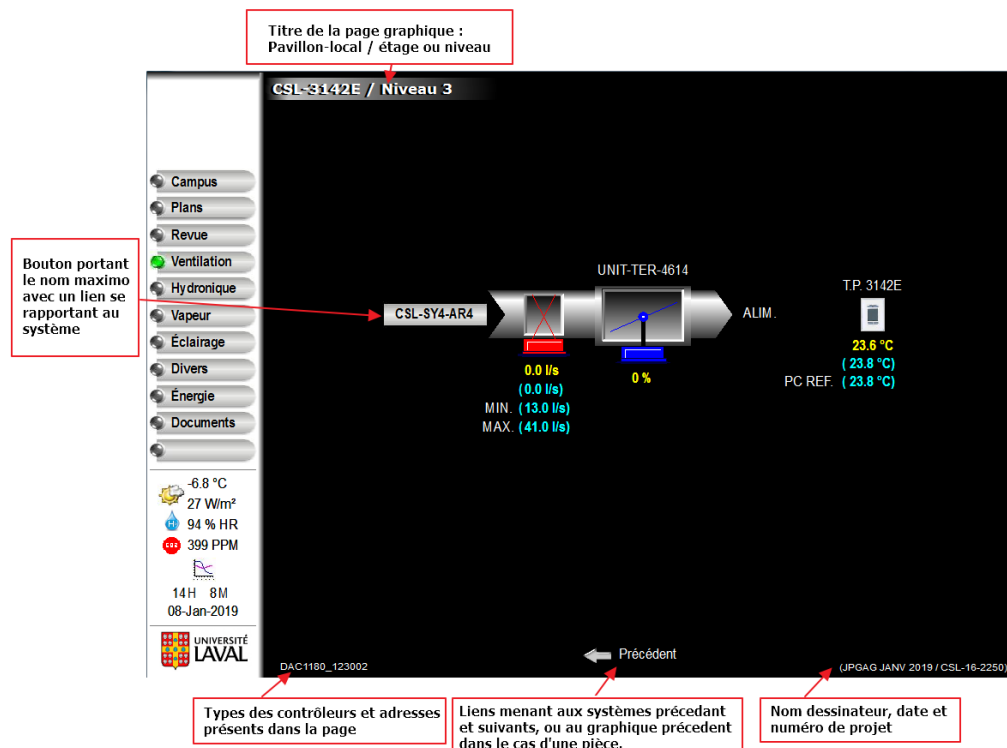 Titre de la page graphique :
Pavillon-local / étage ou niveau
CSL-3142E / Niveau 3
Campus
Plans
Revue
Ventilation
Hydronique
Vapeur
Éclairage
Divers
Énergie
Documents
Bouton portant
le nom maximo
avec un lien se
rapportant au
système
UNIT-TER-4614
T.P. 3142E
CSL-SY4-AR4
ALIM.
0.0 l/s
(0.0 l/s)
MIN. (13.0 l/s)
MAX. (41.0 l/s)
0 %
23.6 °C
( 23.8 °C)
PC REF. ( 23.8 °C)
-6.8 °C
27 W/m²
94 % HR
399 PPM
14H 8M
08-Jan-2019
UNIVERSITÉ
LAVAL
DAC1180_123002
Précédent
(JPGAG JANV 2019 / CSL-16-2250)
Types des contrôleurs et adresses
présents dans la page
Liens menant aux systèmes précedant
et suivants, ou au graphique précedent
dans le cas d'une pièce.
Nom dessinateur, date et
numéro de projet